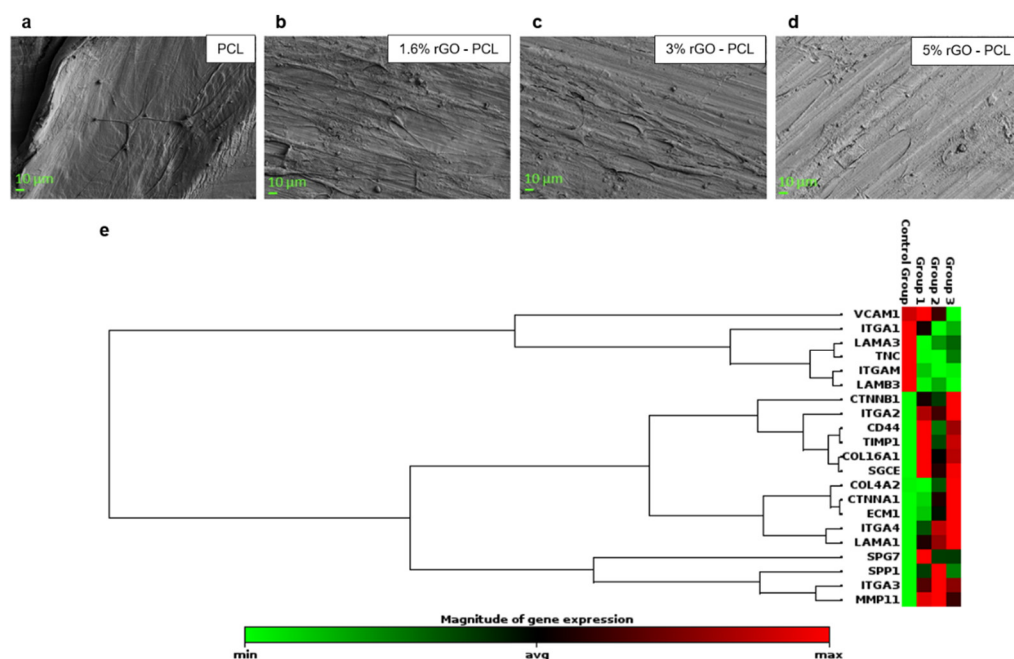 a
b
c
d
PCL
1.6% rGO - PCL
3% rGO - PCL
5% rGO - PCL
10 µm
10 µm
10 µm
10 µm
e
Control Group
Group 1
Group 2
Group 3
VCAM1
ITGA1
LAMA3
TNC
ITGAM
LAMB3
CTNNB1
ITGA2
CD44
TIMP1
COL16A1
SGCE
COL4A2
CTNNA1
ECM1
ITGA4
LAMA1
SPG7
SPP1
ITGA3
MMP11
Magnitude of gene expression
min avg max